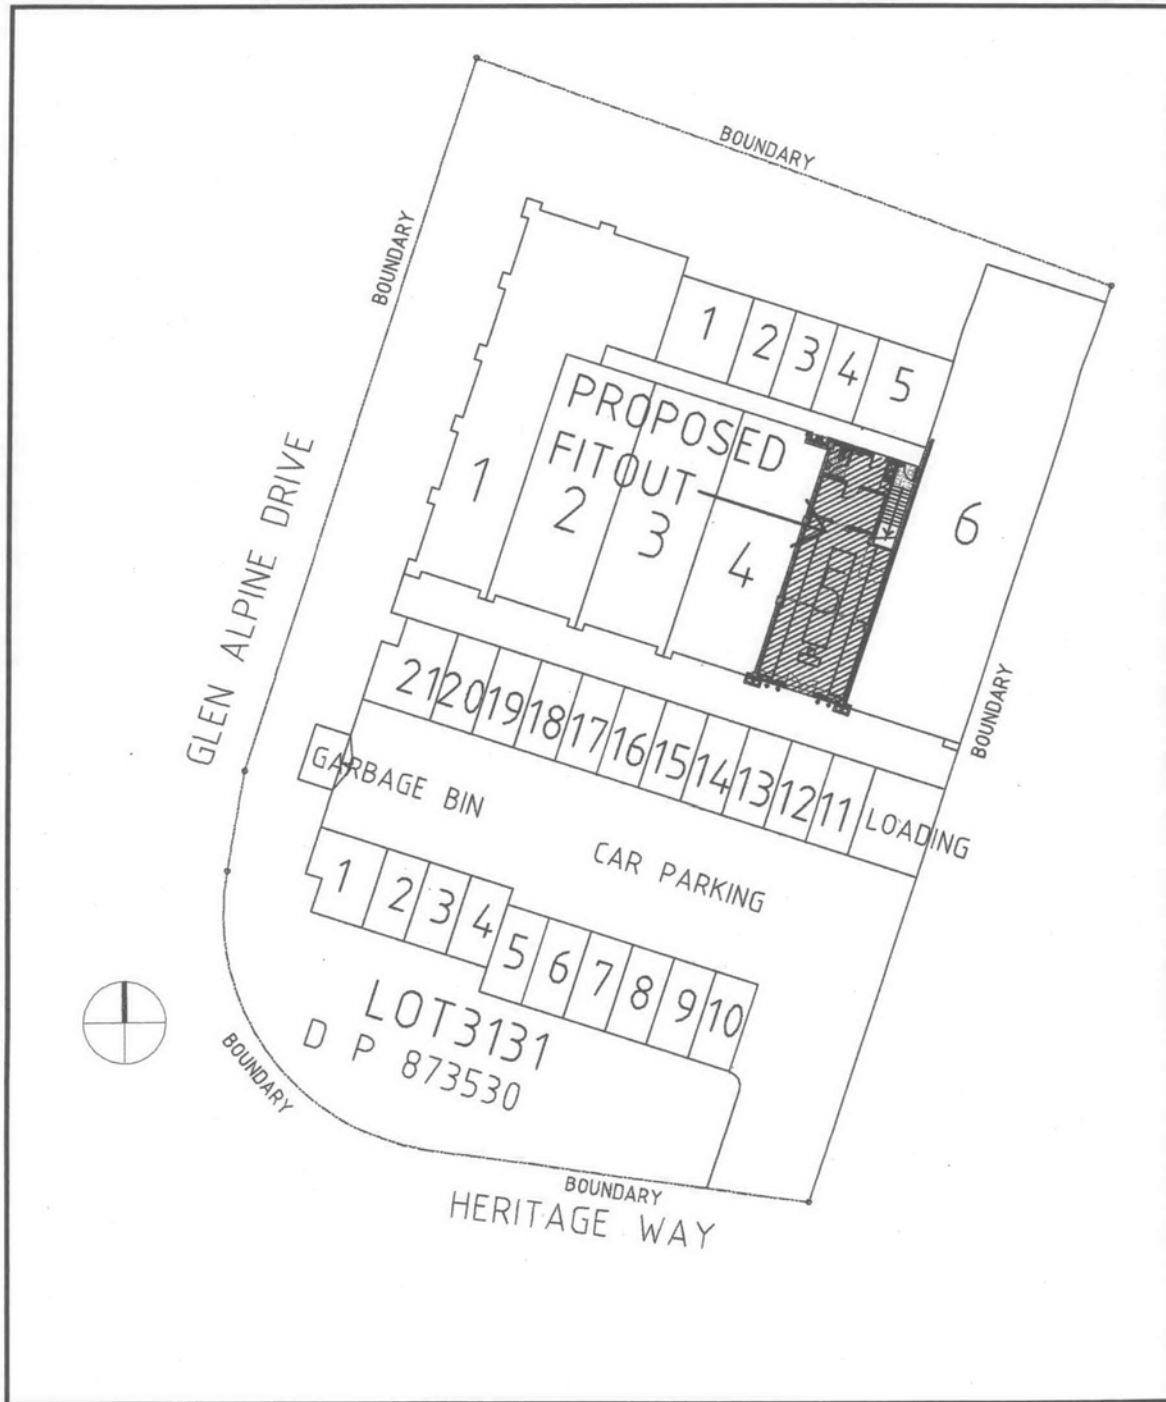 BOUNDARY
BOUNDARY
1 2 3 4 5
PROPOSED
FITOUT
1 2 3 4 6
GLEN ALPINE DRIVE
BOUNDARY
21 20 19 18 17 16 15 14 13 12 11 LOADING
GARBAGE BIN
CAR PARKING
1 2 3 4 5 6 7 8 9 10
LOT3131
D P 873530
BOUNDARY
BOUNDARY
HERITAGE WAY